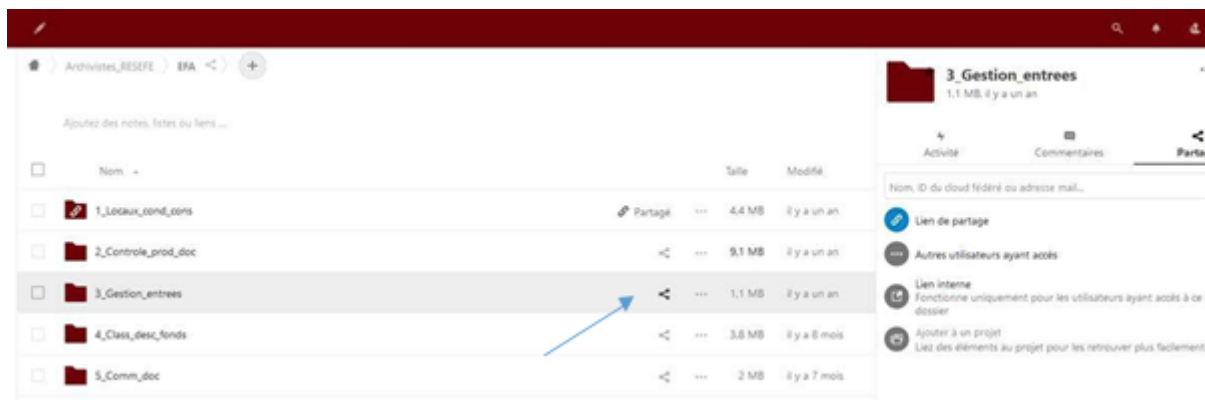 Archivistes_RESEFE EFA +
Ajoutez des notes, listes ou liens ...
Nom Taille Modifié
1_Locaux_cond_cons Partagé ... 4,4 MB il y a un an
2_Controle_prod_doc ... 9,1 MB il y a un an
3_Gestion_entrees ... 1,1 MB il y a un an
4_Class_desc_fonds ... 3,8 MB il y a 8 mois
5_Comm_doc ... 2 MB il y a 7 mois
3_Gestion_entrees
1,1 MB, il y a un an
Activité Commentaires Parta
Nom, ID du cloud fédéré ou adresse mail...
Lien de partage
Autres utilisateurs ayant accès
Lien interne
Fonctionne uniquement pour les utilisateurs ayant accès à ce
dossier
Ajouter à un projet
Liez des éléments au projet pour les retrouver plus facilement